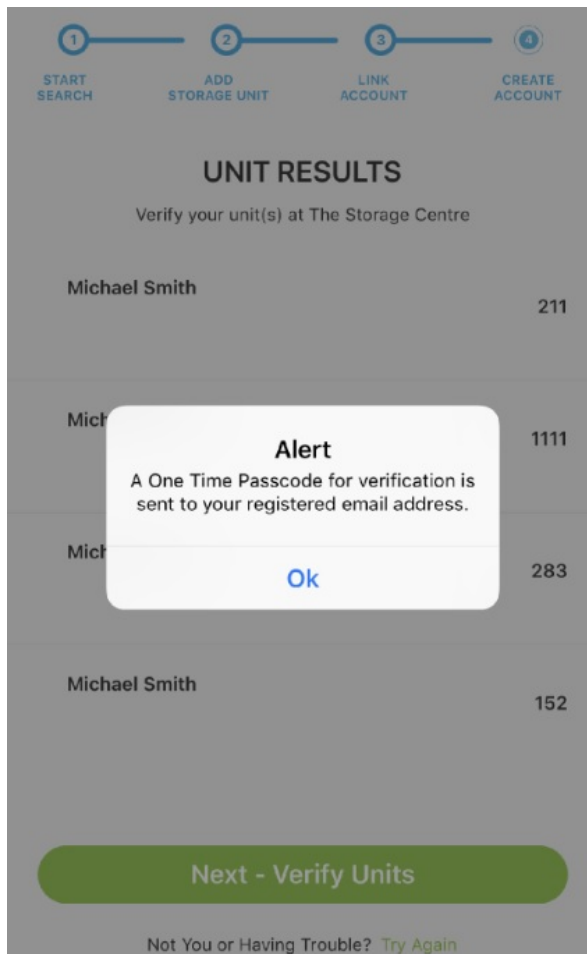 1 2 3 4
START SEARCH ADD STORAGE UNIT LINK ACCOUNT CREATE ACCOUNT
UNIT RESULTS
Verify your unit(s) at The Storage Centre
Michael Smith
211
Mich
1111
Alert
A One Time Passcode for verification is
sent to your registered email address.
Mich
283
Ok
Michael Smith
152
Next - Verify Units
Not You or Having Trouble? Try Again